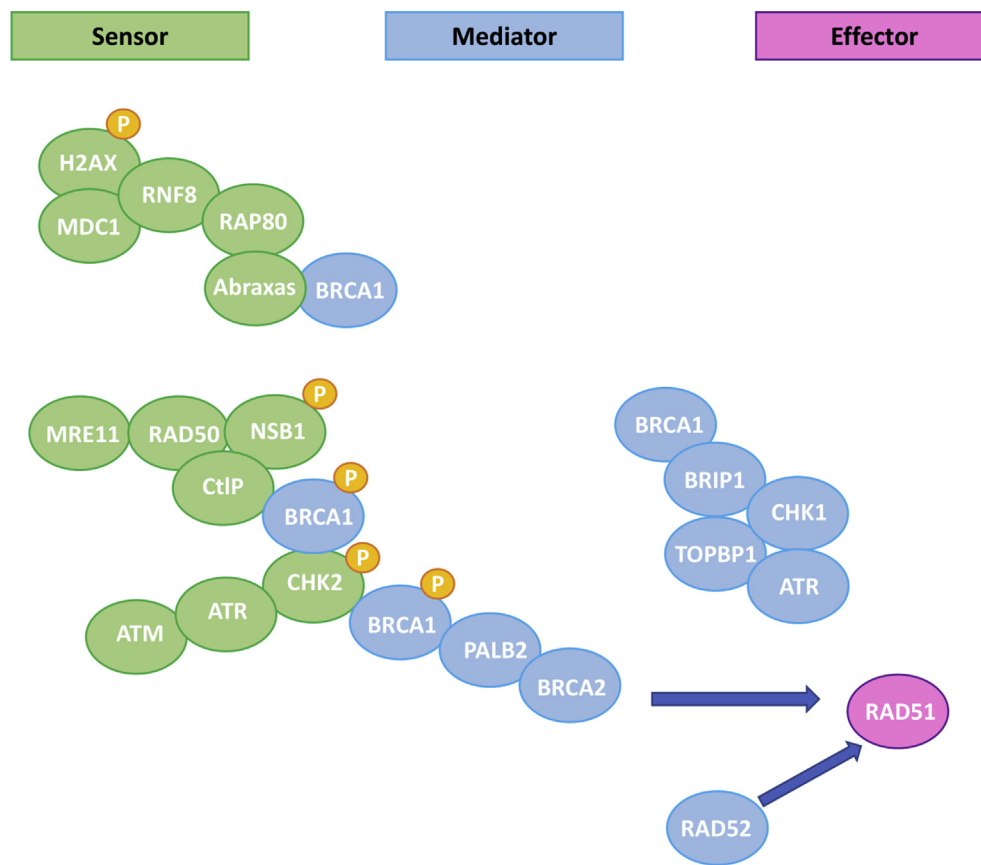 Sensor
Mediator
Effector
P
H2AX
RNF8
MDC1
RAP80
Abraxas
BRCA1
P
MRE11
RAD50
NSB1
CtIP
P
BRCA1
P
CHK2
ATR
ATM
P
BRCA1
PALB2
BRCA2
BRCA1
BRIP1
CHK1
TOPBP1
ATR
RAD51
RAD52